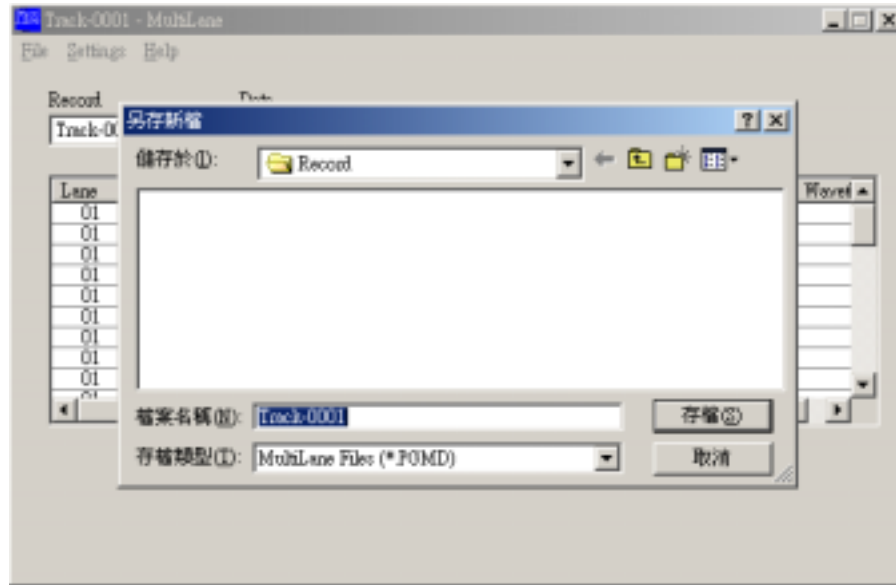 Track-0001 - MultiLane
File Settings Help
Record Date
Track-00
另存新檔
儲存於(I): Record
Lane
01
01
01
01
01
01
01
01
01
01
檔案名稱(N): Track-0001
存檔(S)
存檔類型(T): MultiLane Files (*.POMD)
取消